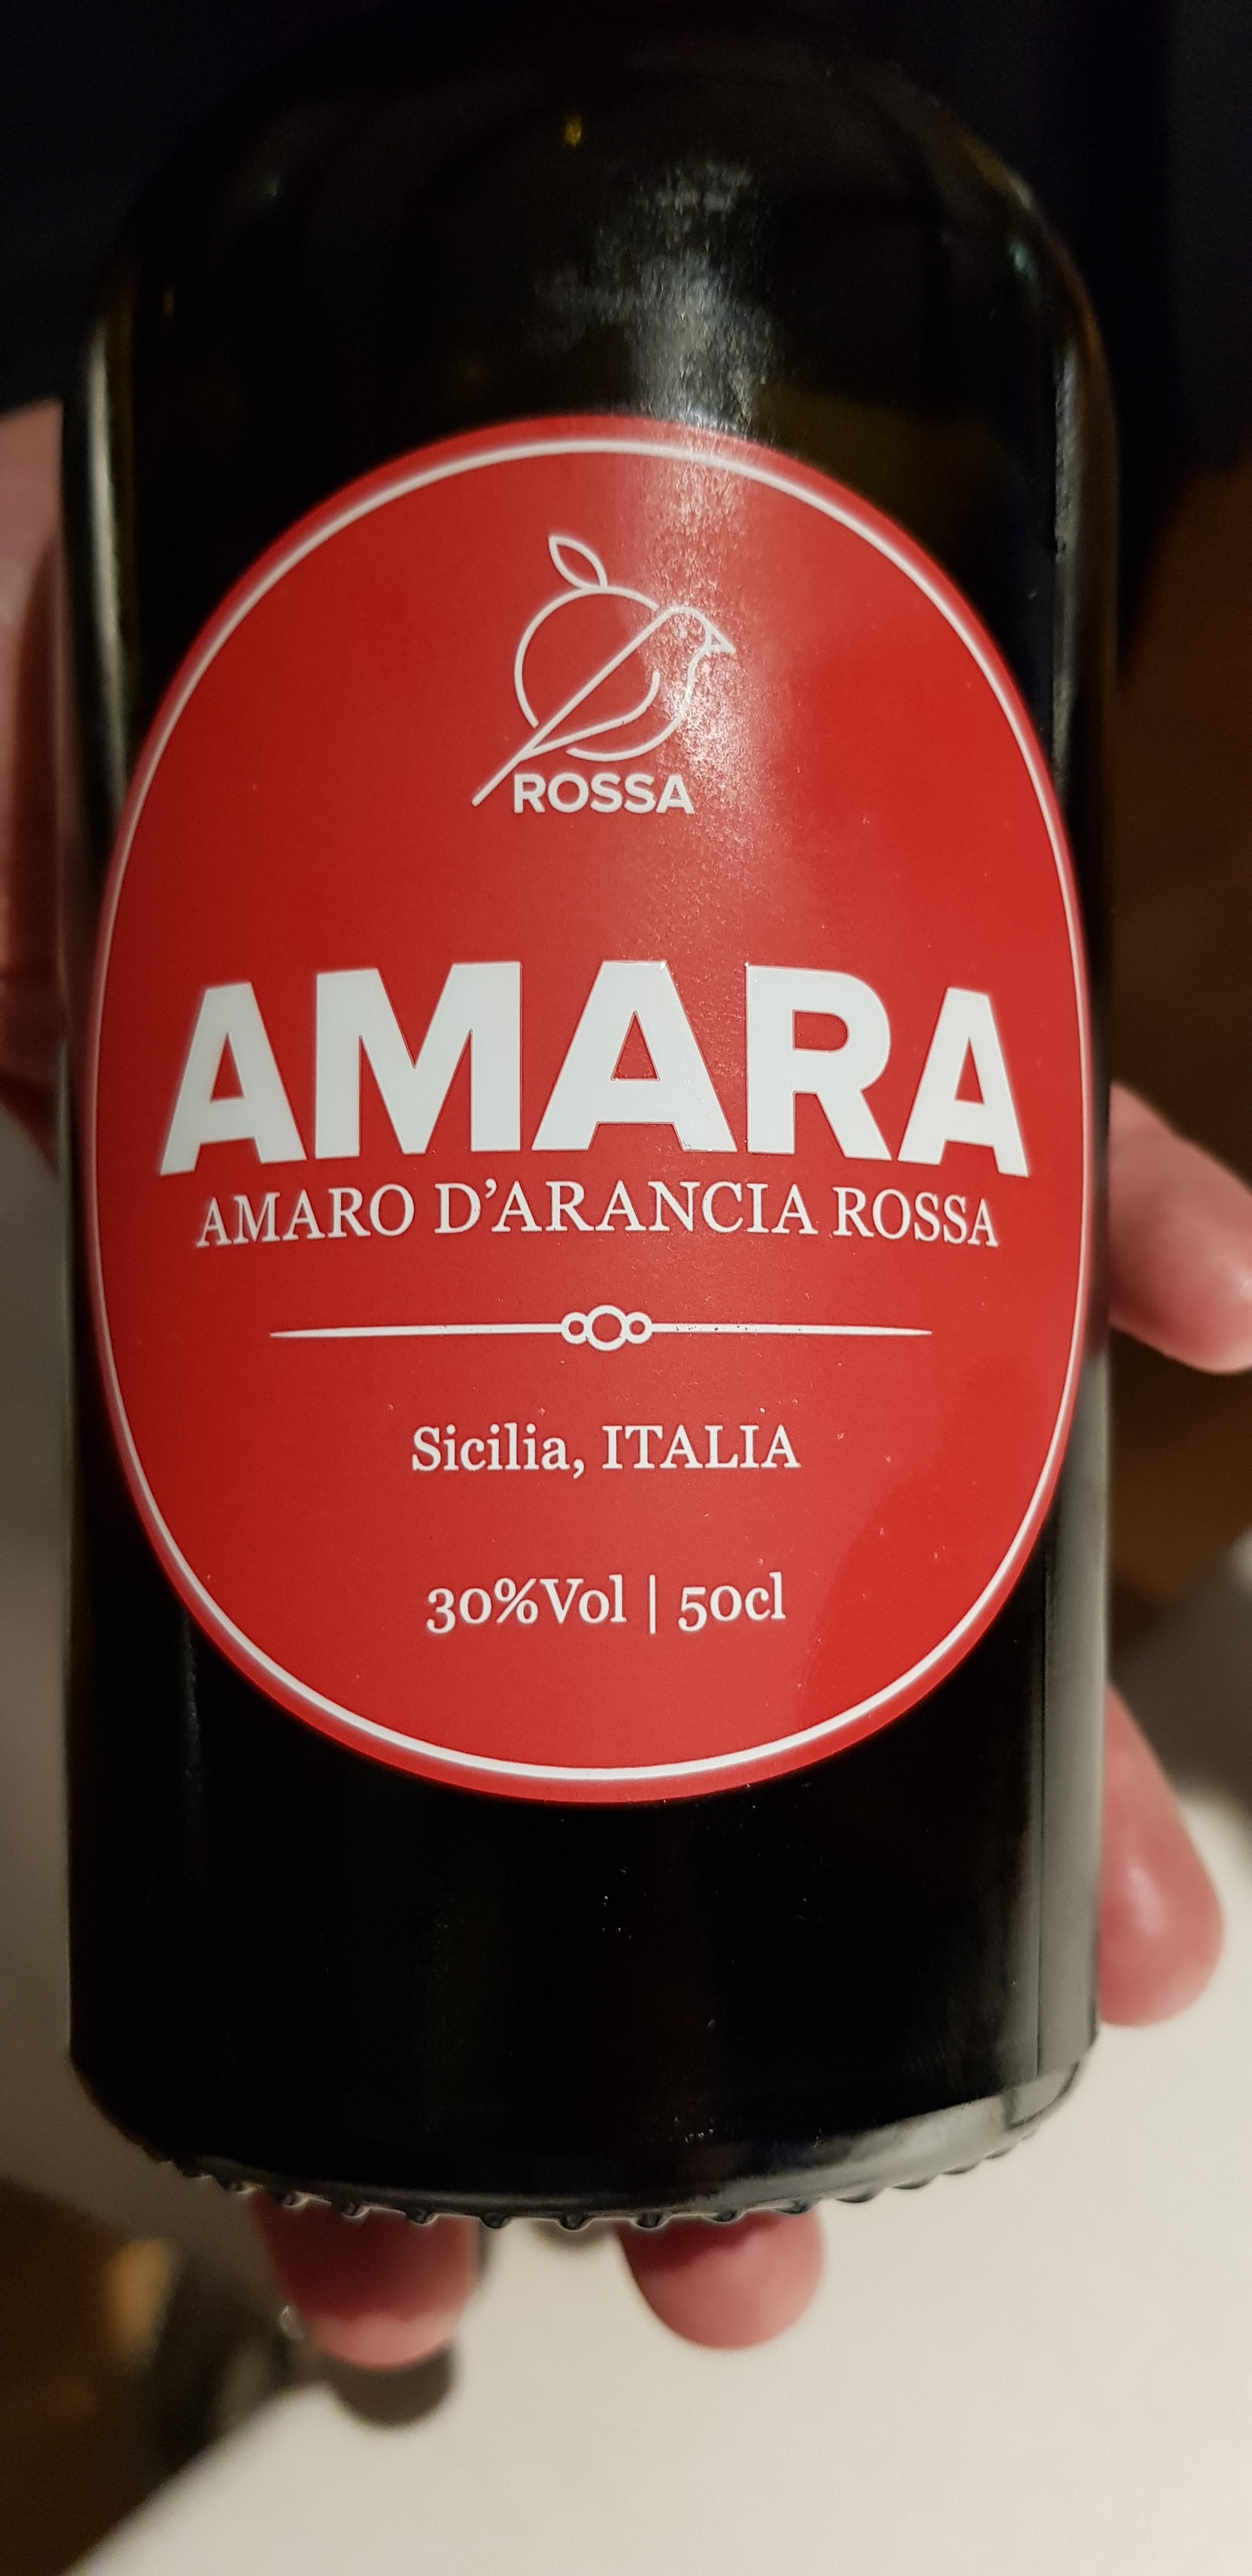 ROSSA
AMARA
AMARO D'ARANCIA ROSSA
Sicilia, ITALIA
30%Vol | 50cl